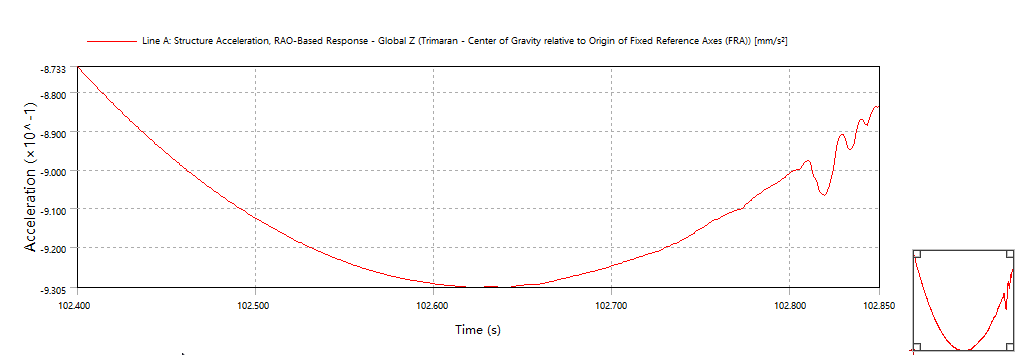 Line A: Structure Acceleration, RAO-Based Response - Global Z (Trimaran - Center of Gravity relative to Origin of Fixed Reference Axes (FRA)) [mm/s²]
-8.733
-8.800
-8.900
-9.000
-9.100
-9.200
-9.305
Acceleration (×10^-1)
102.400 102.500 102.600 102.700 102.800 102.850
Time (s)